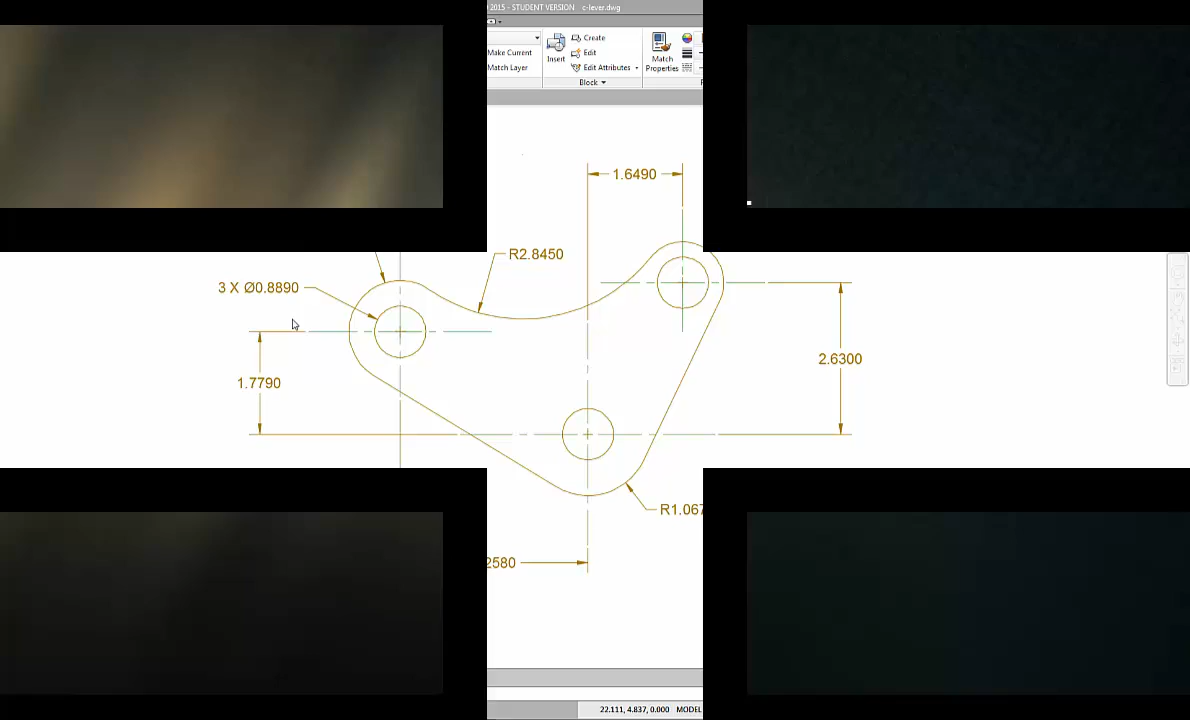 2015 - STUDENT VERSION c-lever.dwg
Create
Make Current
Edit
Insert
Match
Match Layer
Edit Attributes
Properties
Block
1.6490
R2.8450
3 X Ø0.8890
2.6300
1.7790
R1.067
2580
22.111, 4.837, 0.000 MODEL